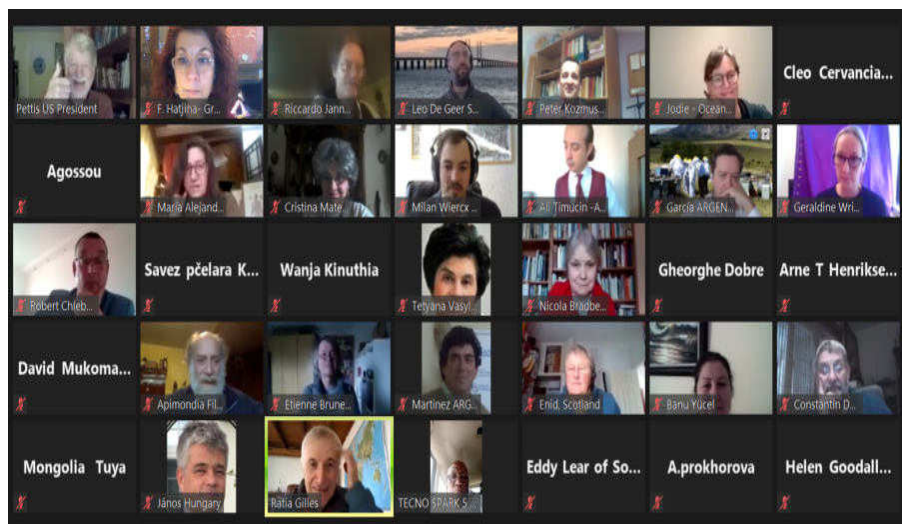 Pettis US President
F. Hatjina- Gr...
Riccardo Jann...
Leo De Geer S...
Peter Kozmus...
Jodie - Ocean...
Cleo Cervancia...
Agossou
Maria Alejand...
Cristina Mate...
Milan Wiercx ...
Ali Timucin -A...
Garcia ARGEN...
Geraldine Wri...
Robert Chleb...
Savez pčelara K...
Wanja Kinuthia
Tetyana Vasyl...
Nicola Bradbe...
Gheorghe Dobre
Arne T Henrikse...
David Mukoma...
Apimondia Fil...
Etienne Brune...
Martinez ARG...
Enid, Scotland
Banu Yücel
Constantin D...
Mongolia Tuya
János Hungary
Ratia Gilles
TECNO SPARK 5 ...
Eddy Lear of So...
A.prokhorova
Helen Goodall...